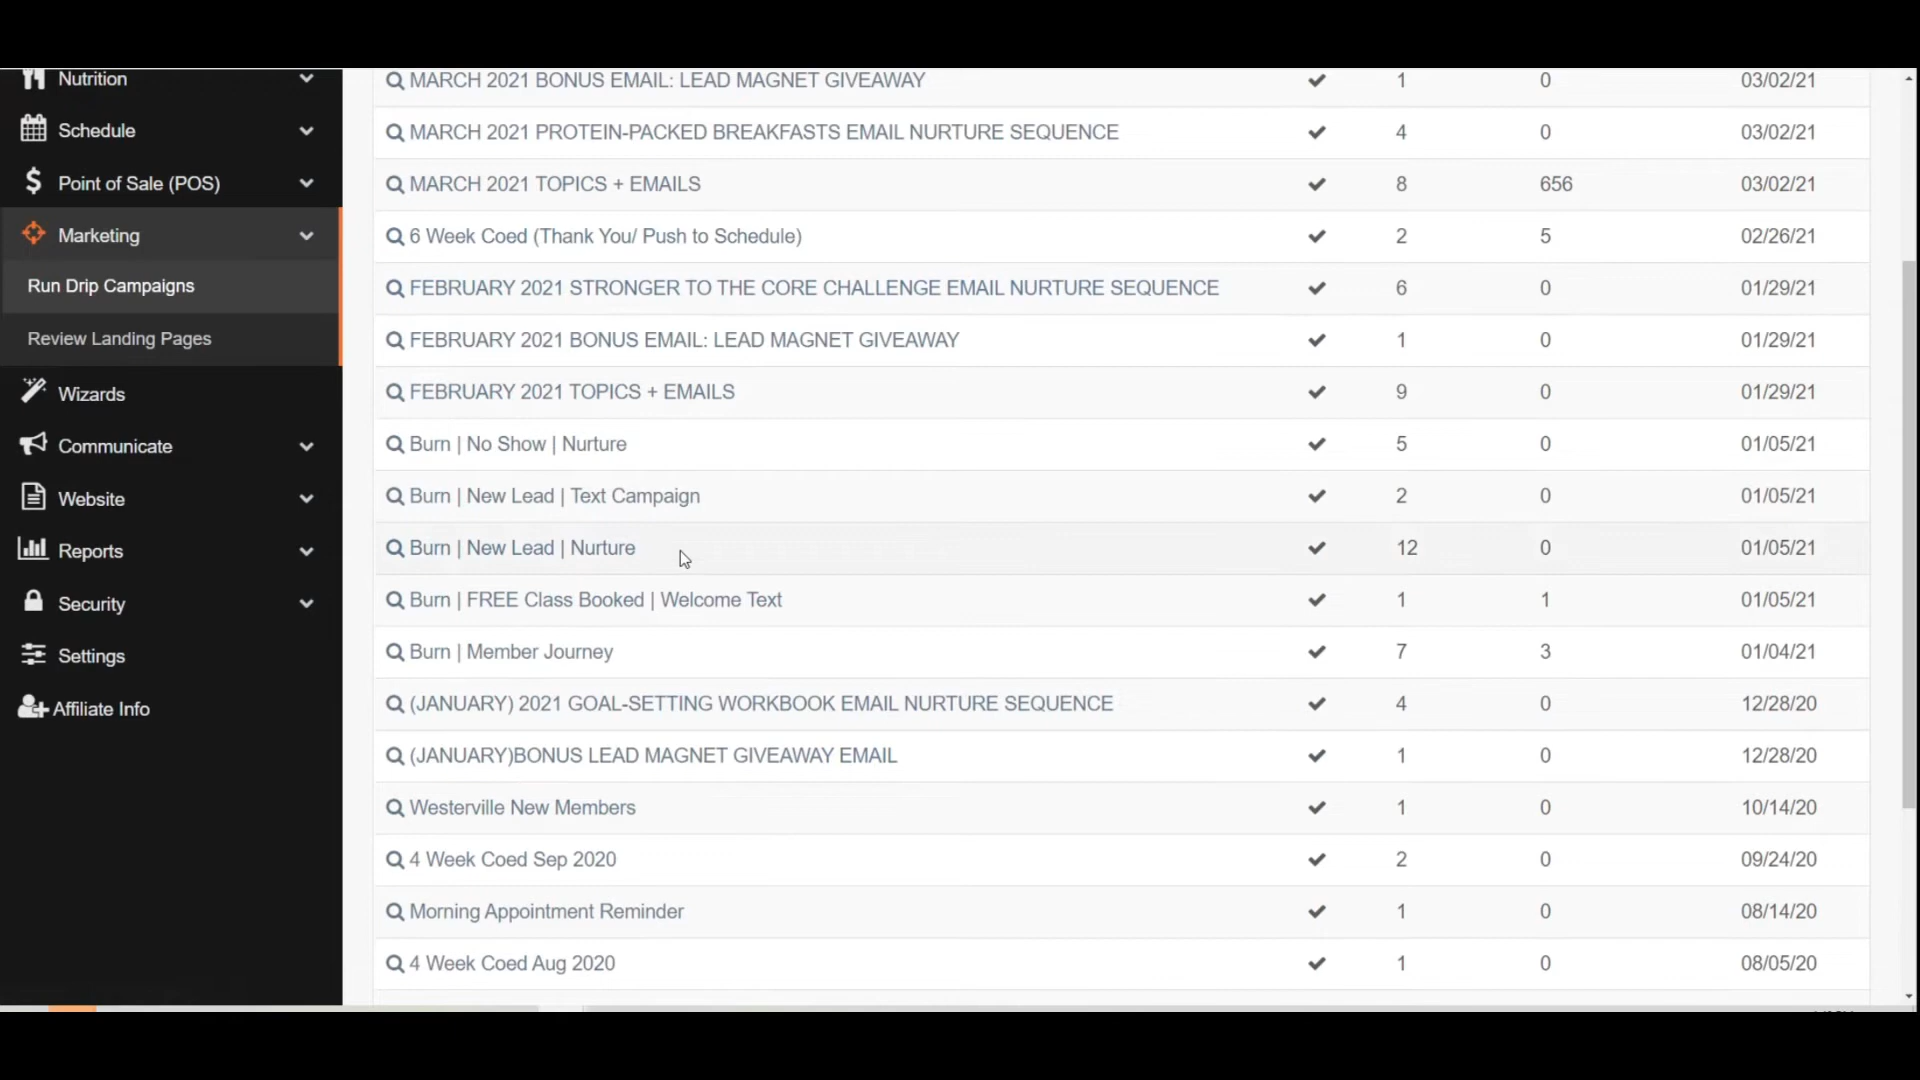 Nutrition
Schedule
Point of Sale (POS)
Marketing
Run Drip Campaigns
Review Landing Pages
Wizards
Communicate
Website
Reports
Security
Settings
Affiliate Info
MARCH 2021 BONUS EMAIL: LEAD MAGNET GIVEAWAY 1 0 03/02/21
MARCH 2021 PROTEIN-PACKED BREAKFASTS EMAIL NURTURE SEQUENCE 4 0 03/02/21
MARCH 2021 TOPICS + EMAILS 8 656 03/02/21
6 Week Coed (Thank You/ Push to Schedule) 2 5 02/26/21
FEBRUARY 2021 STRONGER TO THE CORE CHALLENGE EMAIL NURTURE SEQUENCE 6 0 01/29/21
FEBRUARY 2021 BONUS EMAIL: LEAD MAGNET GIVEAWAY 1 0 01/29/21
FEBRUARY 2021 TOPICS + EMAILS 9 0 01/29/21
Burn | No Show | Nurture 5 0 01/05/21
Burn | New Lead | Text Campaign 2 0 01/05/21
Burn | New Lead | Nurture 12 0 01/05/21
Burn | FREE Class Booked | Welcome Text 1 1 01/05/21
Burn | Member Journey 7 3 01/04/21
(JANUARY) 2021 GOAL-SETTING WORKBOOK EMAIL NURTURE SEQUENCE 4 0 12/28/20
(JANUARY)BONUS LEAD MAGNET GIVEAWAY EMAIL 1 0 12/28/20
Westerville New Members 1 0 10/14/20
4 Week Coed Sep 2020 2 0 09/24/20
Morning Appointment Reminder 1 0 08/14/20
4 Week Coed Aug 2020 1 0 08/05/20